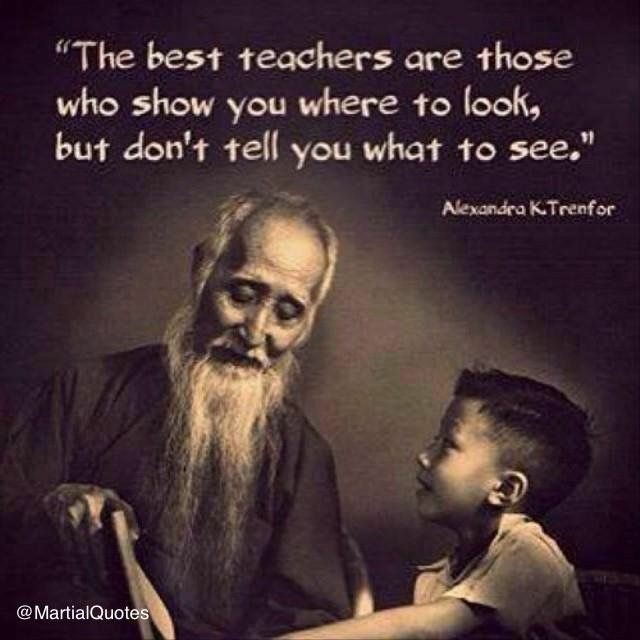 “The best teachers are those
who show you where to look,
but don't tell you what to see."
Alexandra K.Trenfor
@MartialQuotes